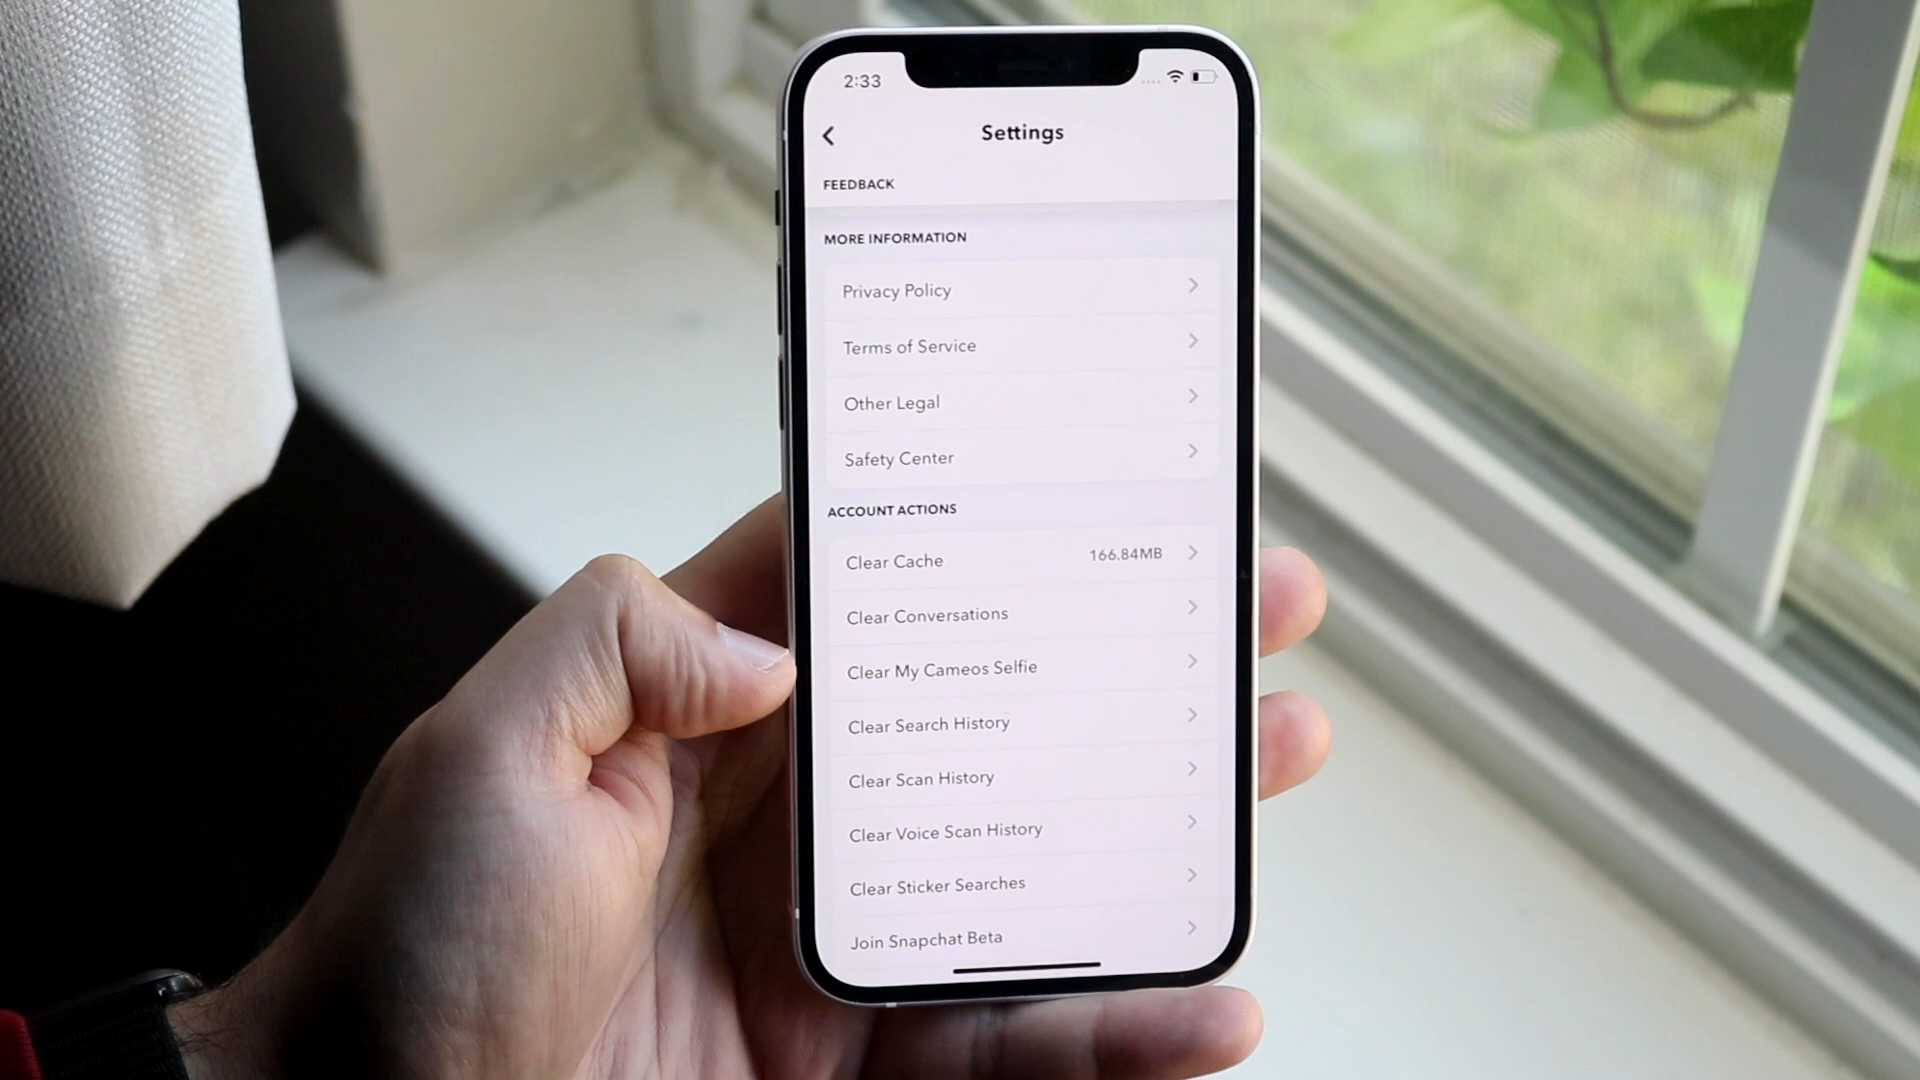 2:33
Settings
FEEDBACK
MORE INFORMATION
Privacy Policy
Terms of Service
Other Legal
Safety Center
ACCOUNT ACTIONS
Clear Cache 166.84MB
Clear Conversations
Clear My Cameos Selfie
Clear Search History
Clear Scan History
Clear Voice Scan History
Clear Sticker Searches
Join Snapchat Beta